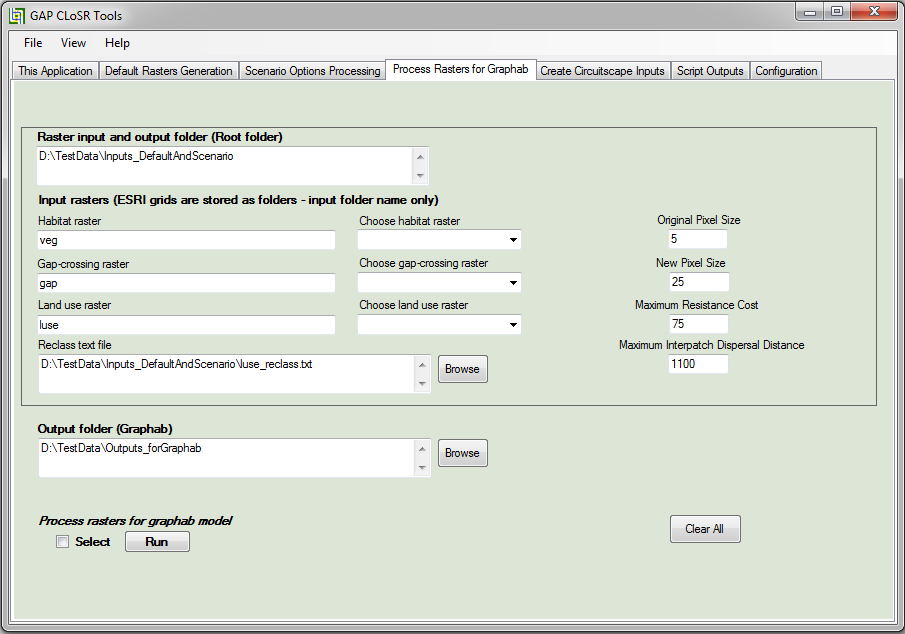 GAP CLoSR Tools
File View Help
This Application Default Rasters Generation Scenario Options Processing Process Rasters for Graphab Create Circuitscape Inputs Script Outputs Configuration
Raster input and output folder (Root folder)
D:\TestData\Inputs_DefaultAndScenario
Input rasters (ESRI grids are stored as folders - input folder name only)
Habitat raster Choose habitat raster Original Pixel Size
veg 5
Gap-crossing raster Choose gap-crossing raster New Pixel Size
gap 25
Land use raster Choose land use raster Maximum Resistance Cost
luse 75
Reclass text file Maximum Interpatch Dispersal Distance
D:\TestData\Inputs_DefaultAndScenario\luse_reclass.txt Browse 1100
Output folder (Graphab)
D:\TestData\Outputs_forGraphab Browse
Process rasters for graphab model
Select Run Clear All